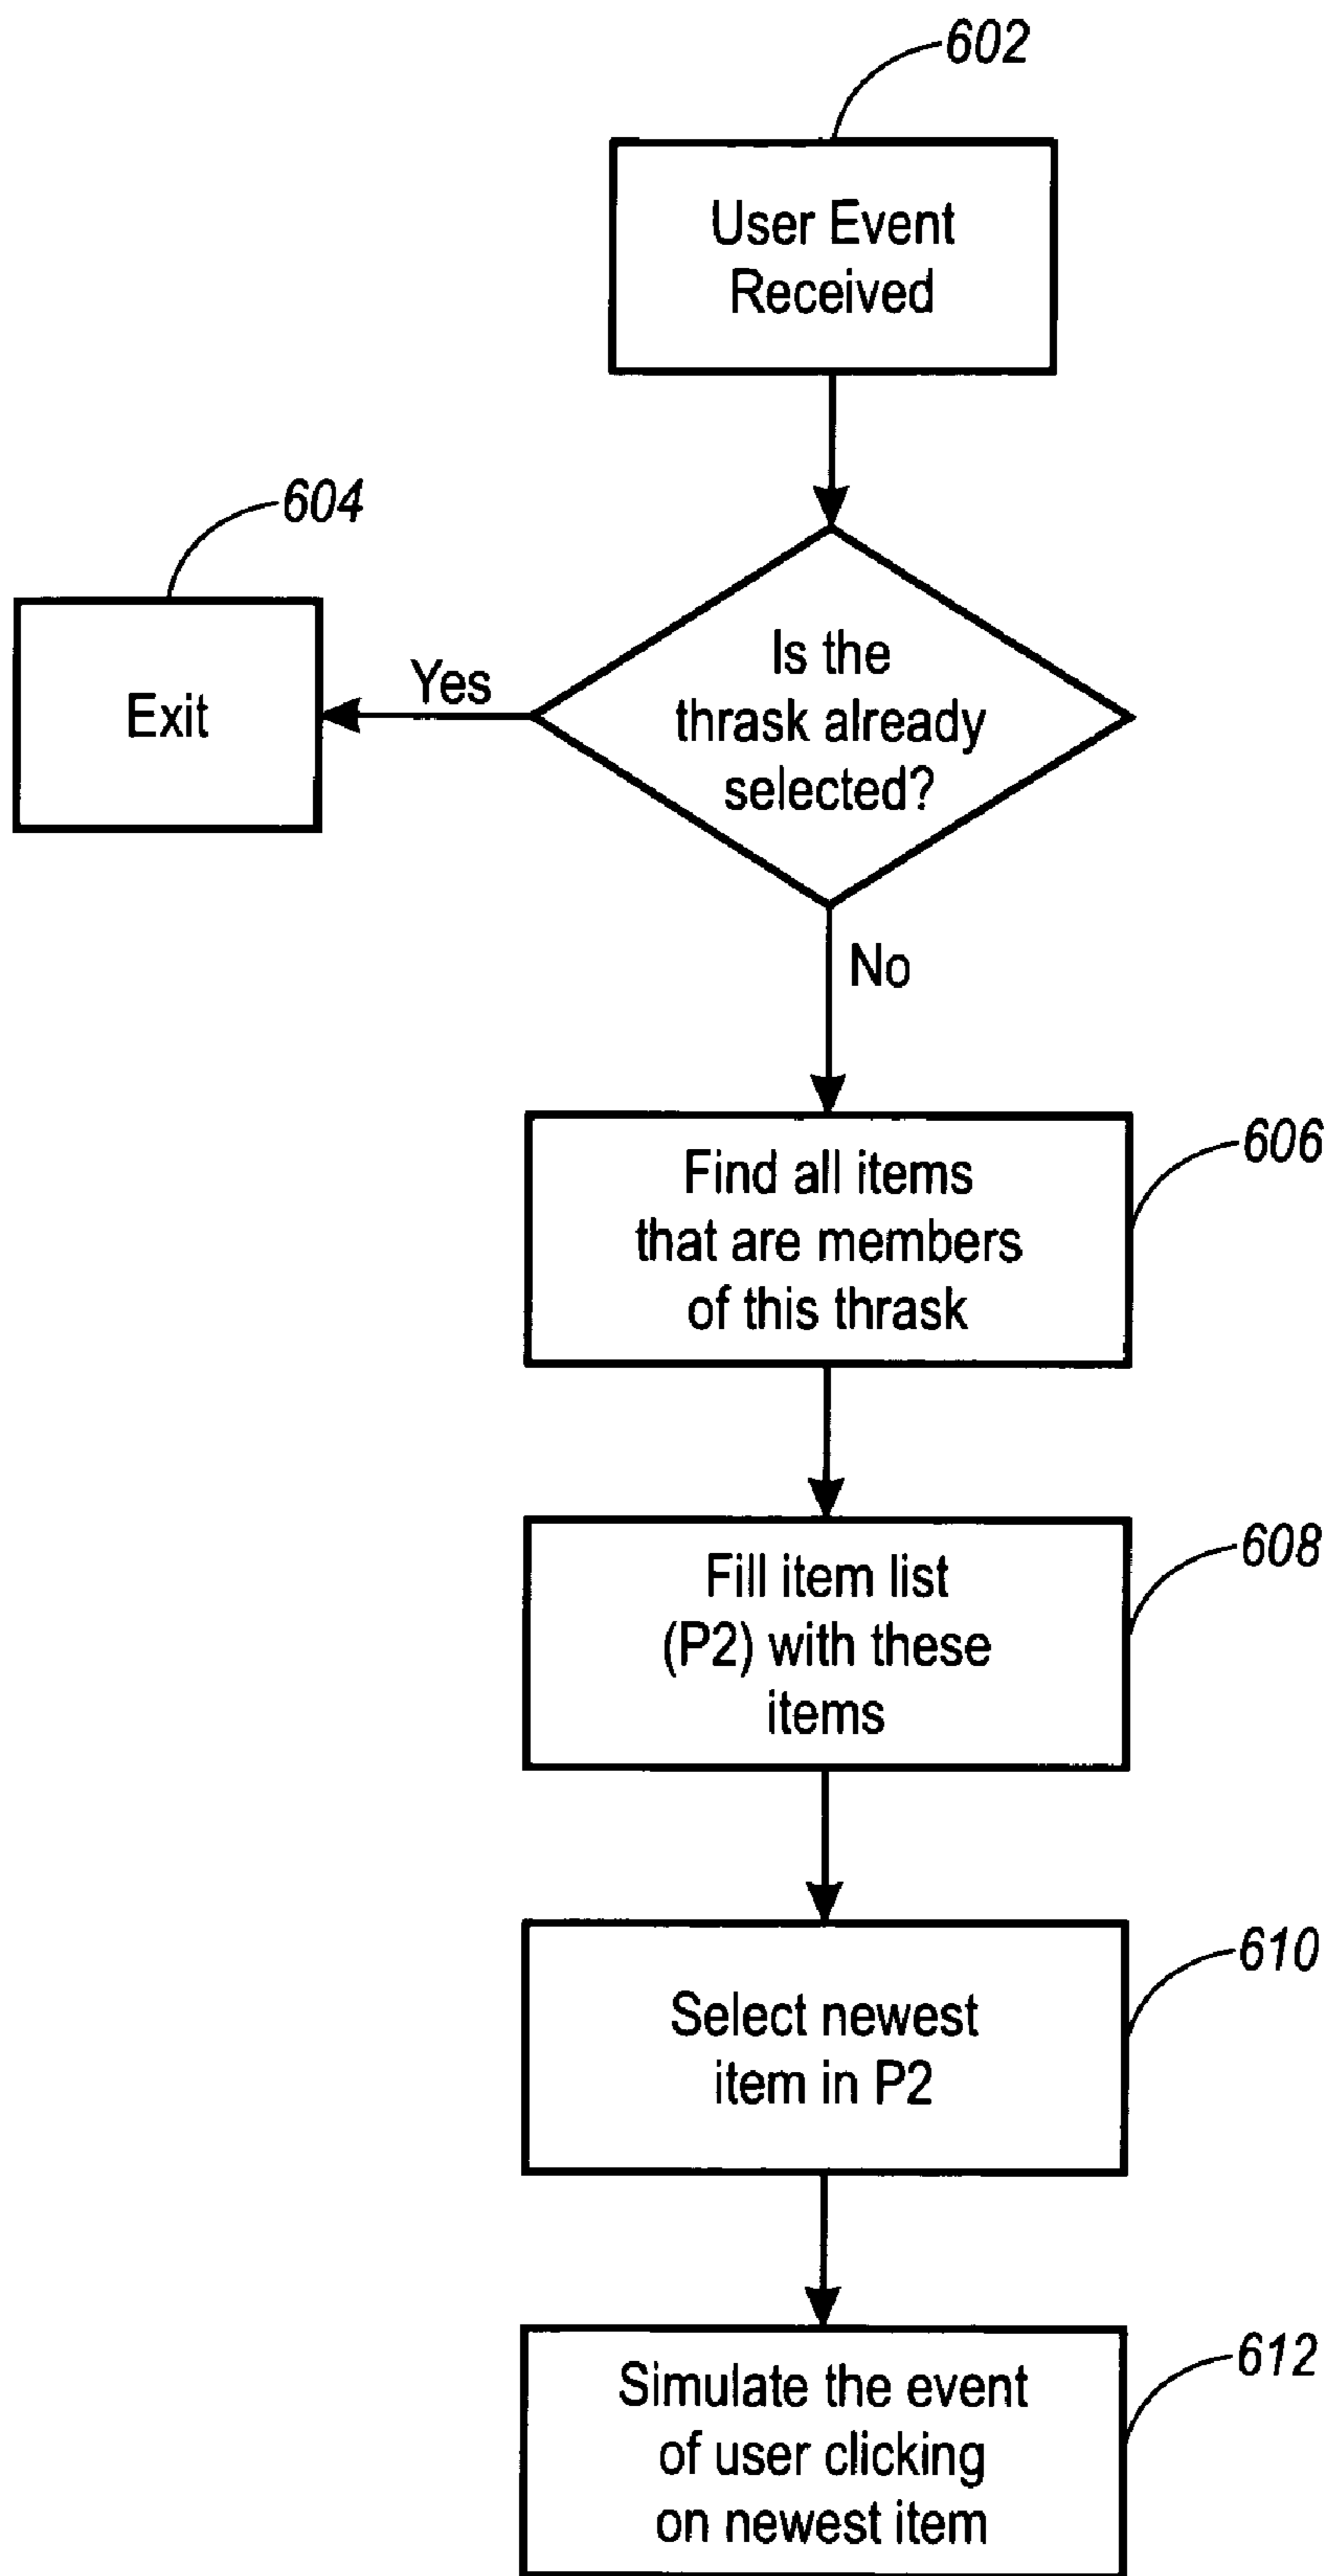 602
User Event
Received
604
Exit
Yes
Is the
thrask already
selected?
No
606
Find all items
that are members
of this thrask
608
Fill item list
(P2) with these
items
610
Select newest
item in P2
612
Simulate the event
of user clicking
on newest item